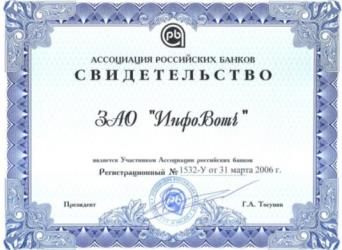 АССОЦИАЦИЯ РОССИЙСКИХ БАНКОВ
СВИДЕТЕЛЬСТВО
ЗАО "ИнфоВотч"
является Участником Ассоциации российских банков
Регистрационный № 1532-У от 31 марта 2006 г.
Президент Г.А. Тосунян